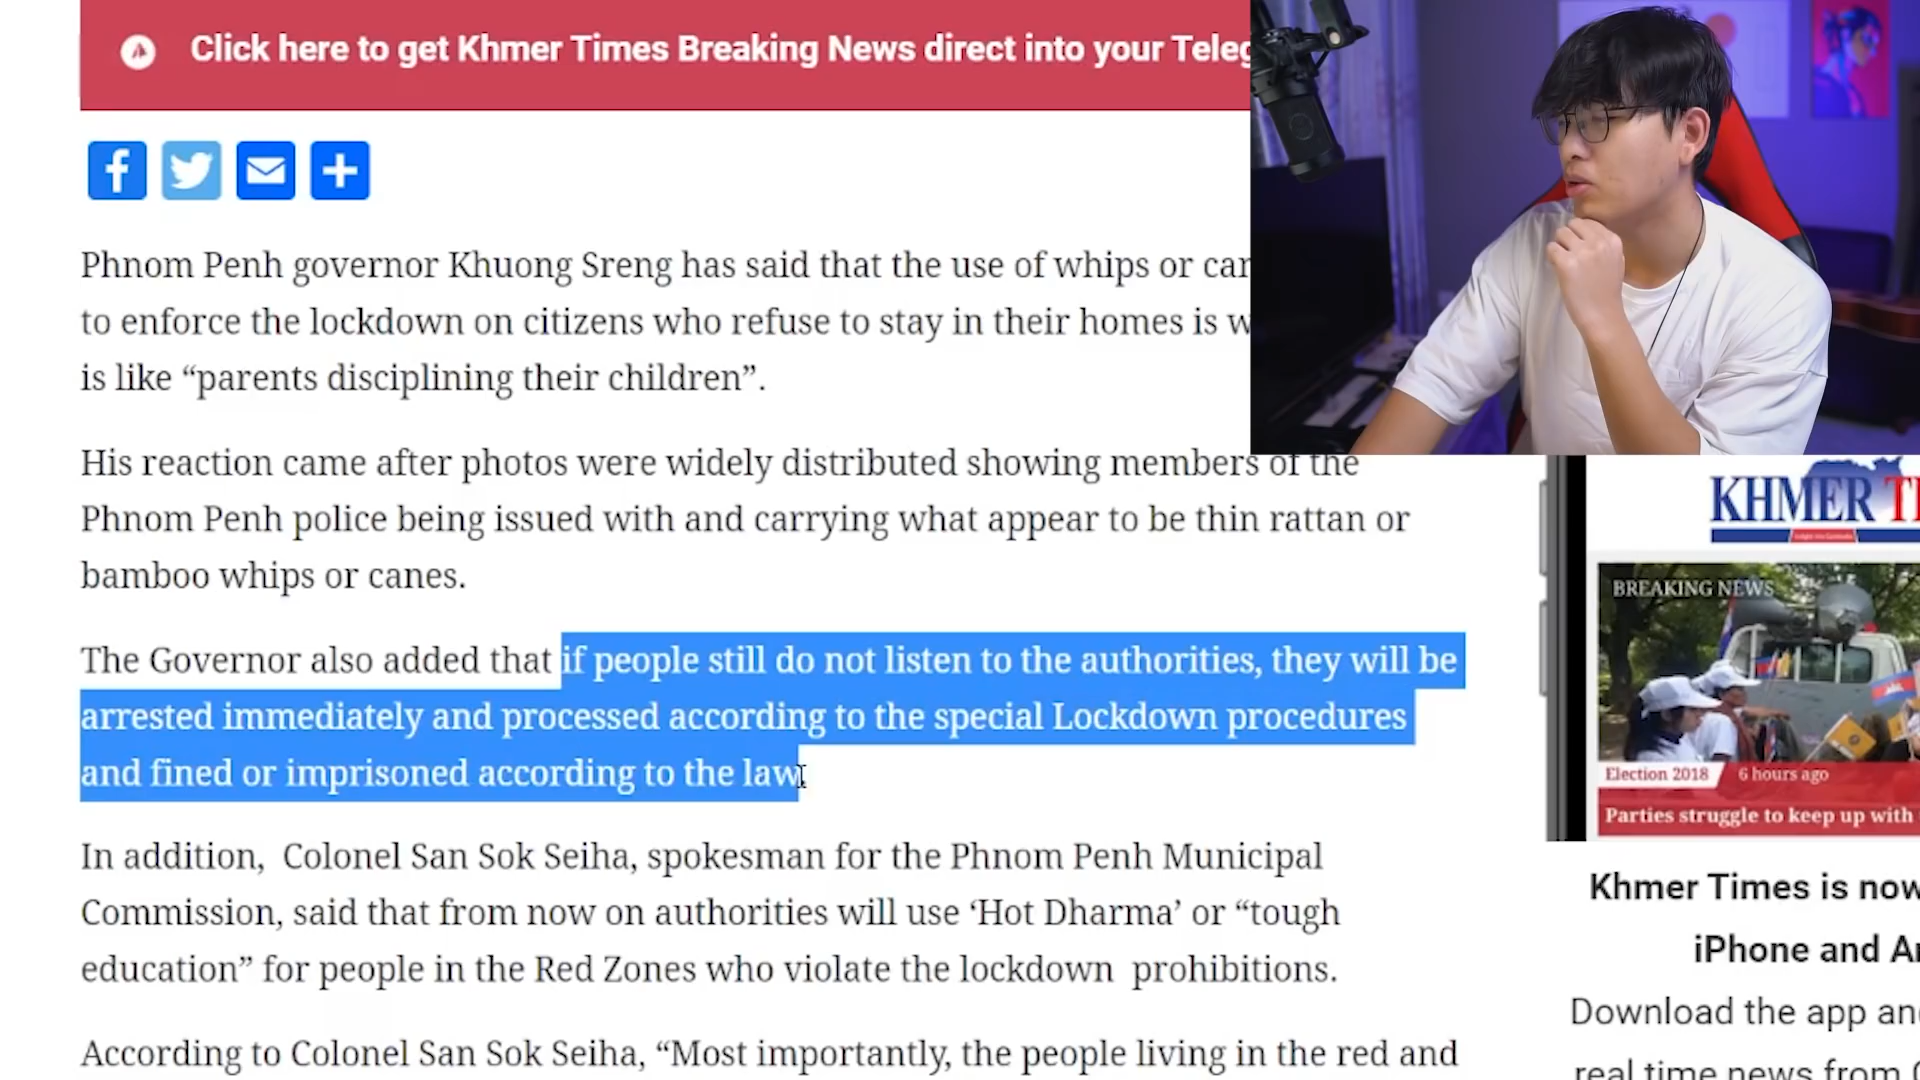 Click here to get Khmer Times Breaking News direct into your
Phnom Penh governor Khuong Sreng has said that the use of whips or
to enforce the lockdown on citizens who refuse to stay in their homes is
is like “parents disciplining their children”.
His reaction came after photos were widely distributed showing members of the
Phnom Penh police being issued with and carrying what appear to be thin rattan or
bamboo whips or canes.
The Governor also added that if people still do not listen to the authorities, they will be
arrested immediately and processed according to the special Lockdown procedures
and fined or imprisoned according to the law.
In addition,  Colonel San Sok Seiha, spokesman for the Phnom Penh Municipal
Commission, said that from now on authorities will use ‘Hot Dharma’ or “tough
education” for people in the Red Zones who violate the lockdown  prohibitions.
According to Colonel San Sok Seiha, “Most importantly, the people living in the red and
KHMER
BREAKING NEWS
Election 2018 6 hours ago
Parties struggle to keep up with
Khmer Times is now
iPhone and
Download the app
real time news from